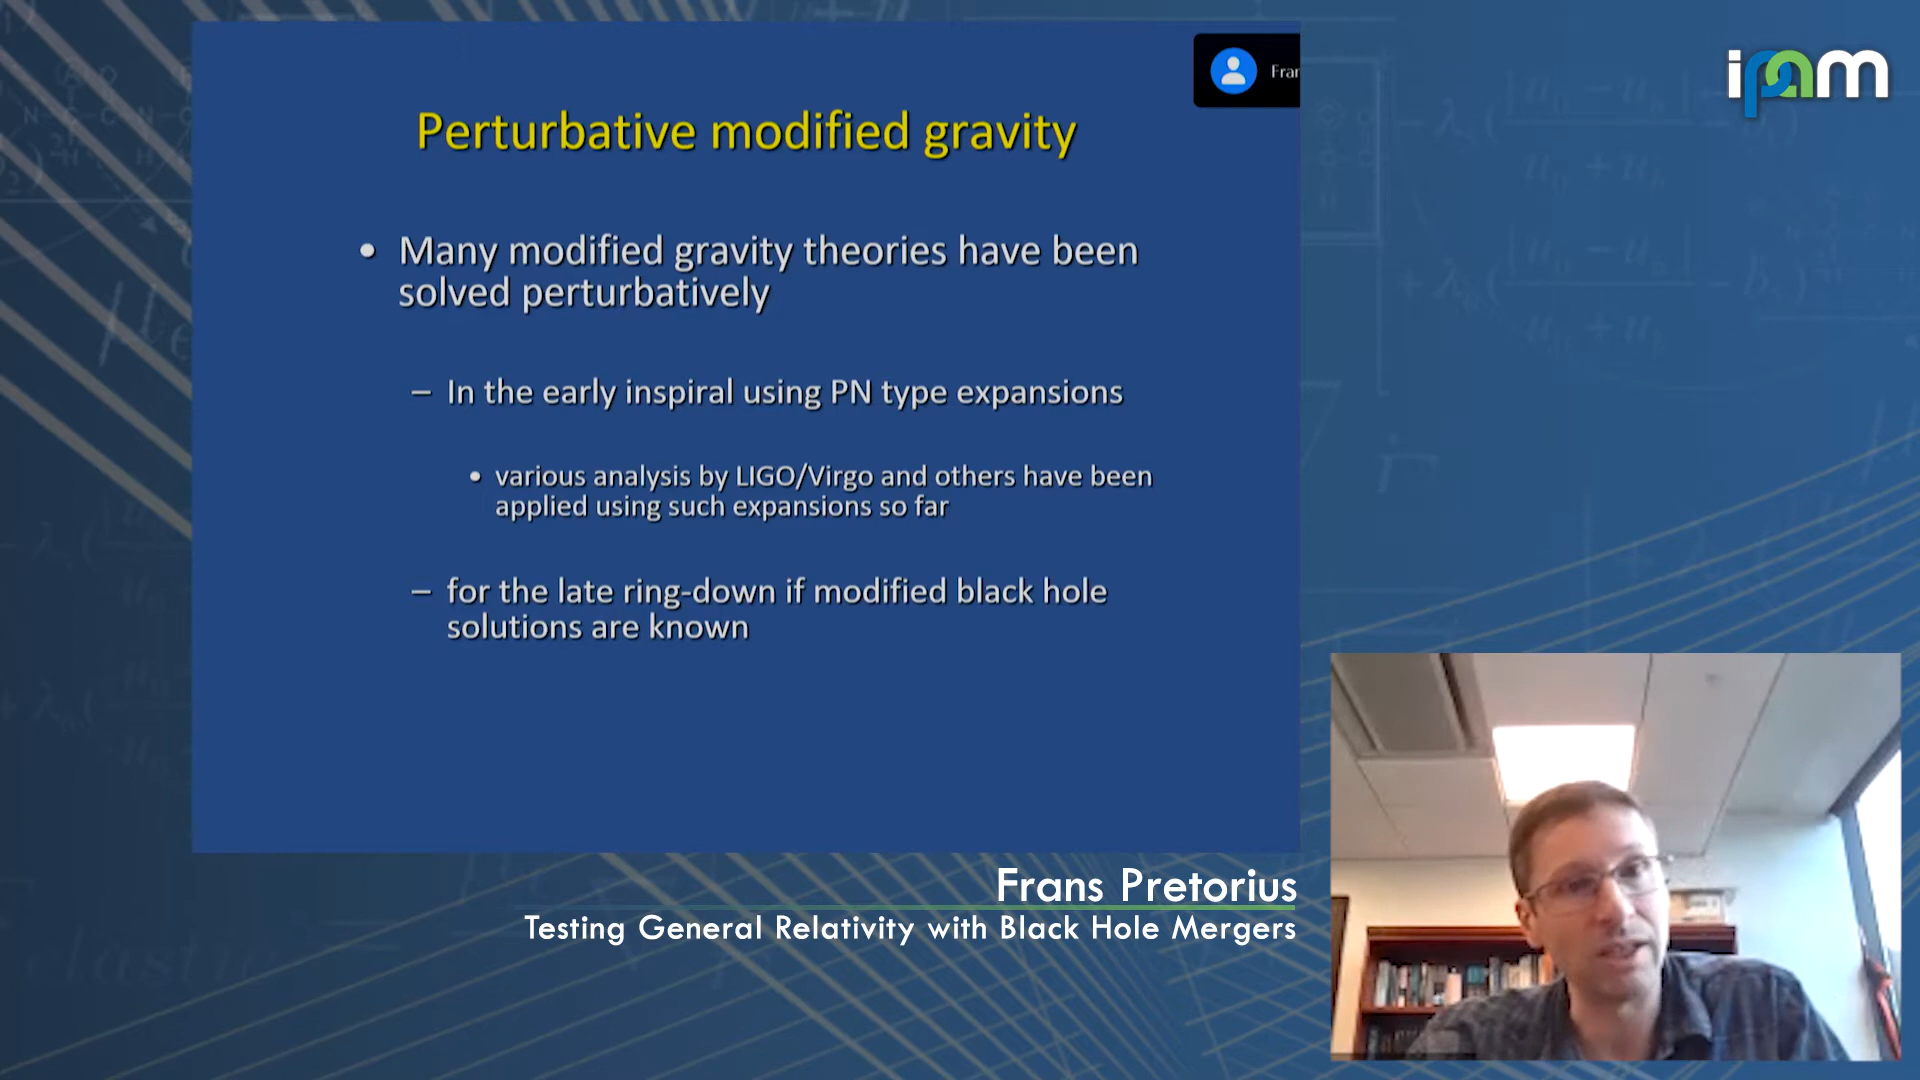 ipam
Fran
Perturbative modified gravity
• Many modified gravity theories have been
solved perturbatively
– In the early inspiral using PN type expansions
• various analysis by LIGO/Virgo and others have been
applied using such expansions so far
– for the late ring-down if modified black hole
solutions are known
Frans Pretorius
Testing General Relativity with Black Hole Mergers